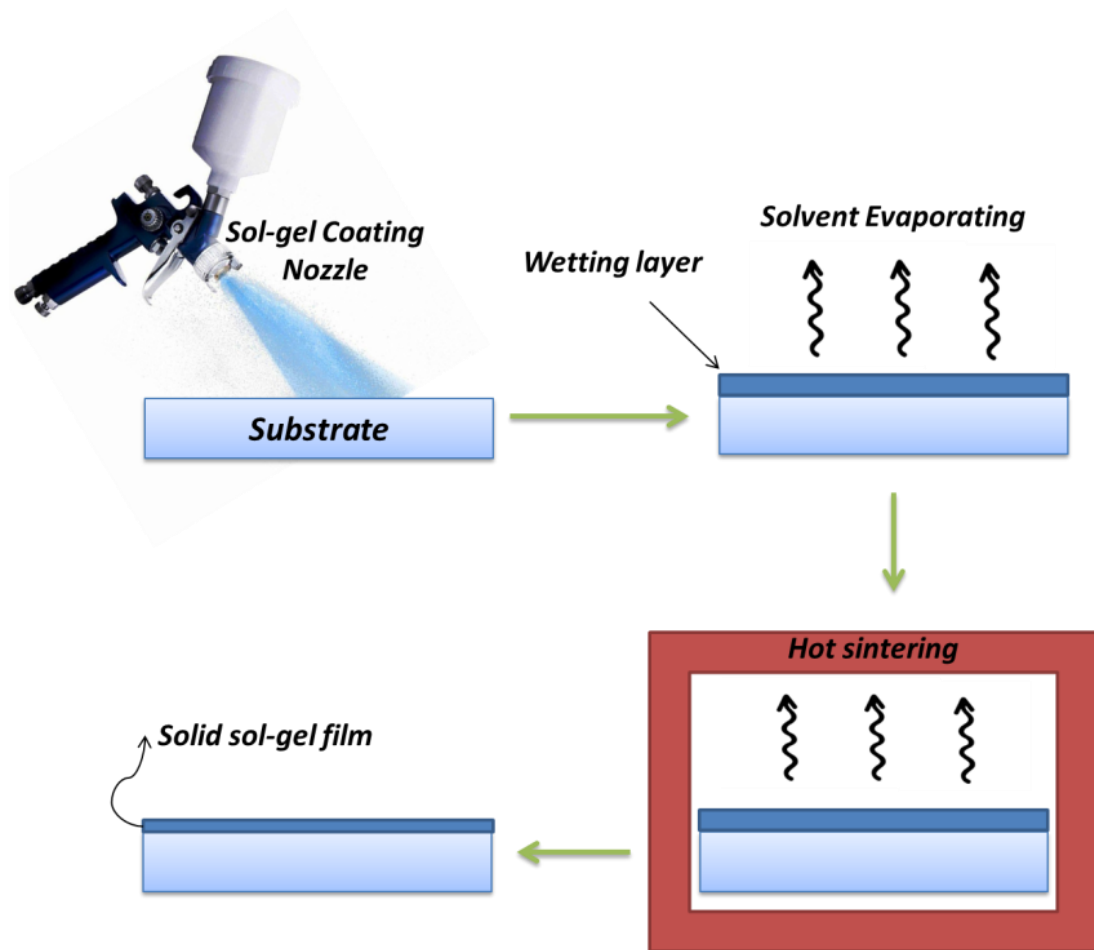 Sol-gel Coating
Nozzle
Substrate
Solvent Evaporating
Wetting layer
Hot sintering
Solid sol-gel film